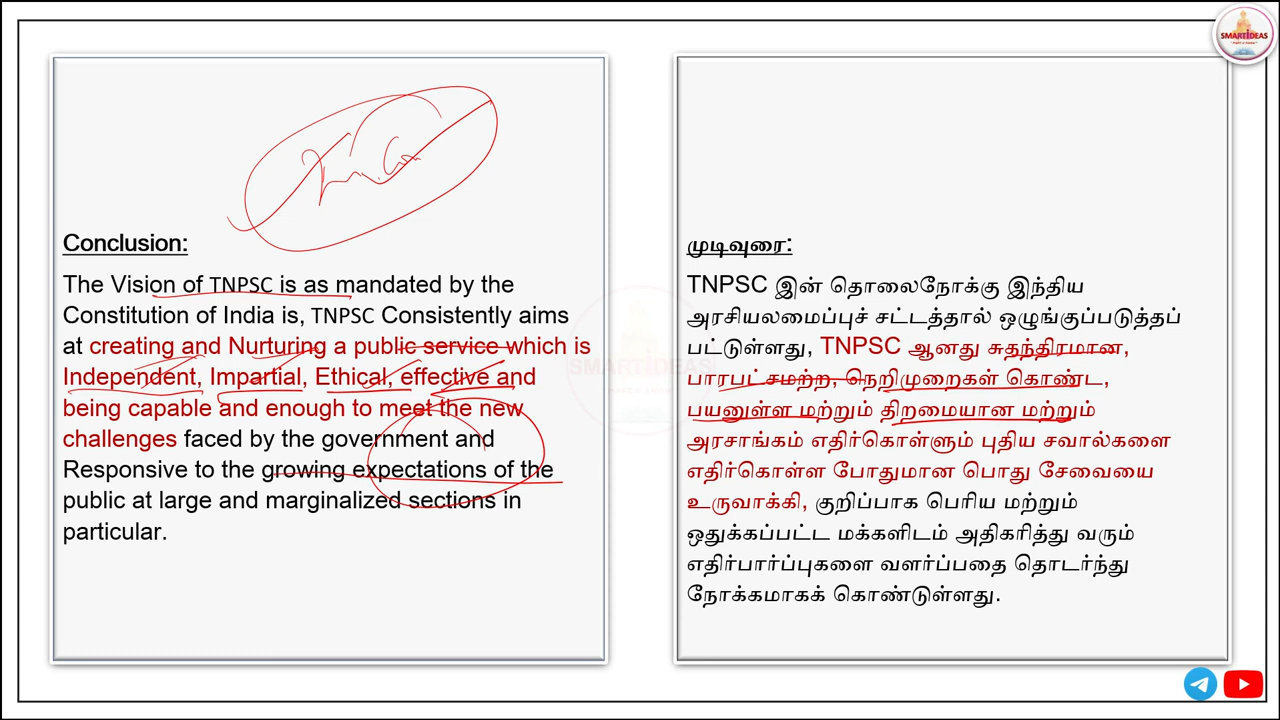 SMARTIDEAS
Conclusion:
The Vision of TNPSC is as mandated by the
Constitution of India is, TNPSC Consistently aims
at creating and Nurturing a public service which is
Independent, Impartial, Ethical, effective and
being capable and enough to meet the new
challenges faced by the government and
Responsive to the growing expectations of the
public at large and marginalized sections in
particular.
முடிவுரை:
TNPSC இன் தொலைநோக்கு இந்திய
அரசியலமைப்புச் சட்டத்தால் ஒழுங்குபடுத்தப்
பட்டுள்ளது, TNPSC ஆனது சுதந்திரமான,
பாரபட்சமற்ற, நெறிமுறைகள் கொண்ட,
பயனுள்ள மற்றும் திறமையான மற்றும்
அரசாங்கம் எதிர்கொள்ளும் புதிய சவால்களை
எதிர்கொள்ள போதுமான பொது சேவையை
உருவாக்கி, குறிப்பாக பெரிய மற்றும்
ஒதுக்கப்பட்ட மக்களிடம் அதிகரித்து வரும்
எதிர்பார்ப்புகளை வளர்ப்பதை தொடர்ந்து
நோக்கமாகக் கொண்டுள்ளது.
SMARTIDEAS